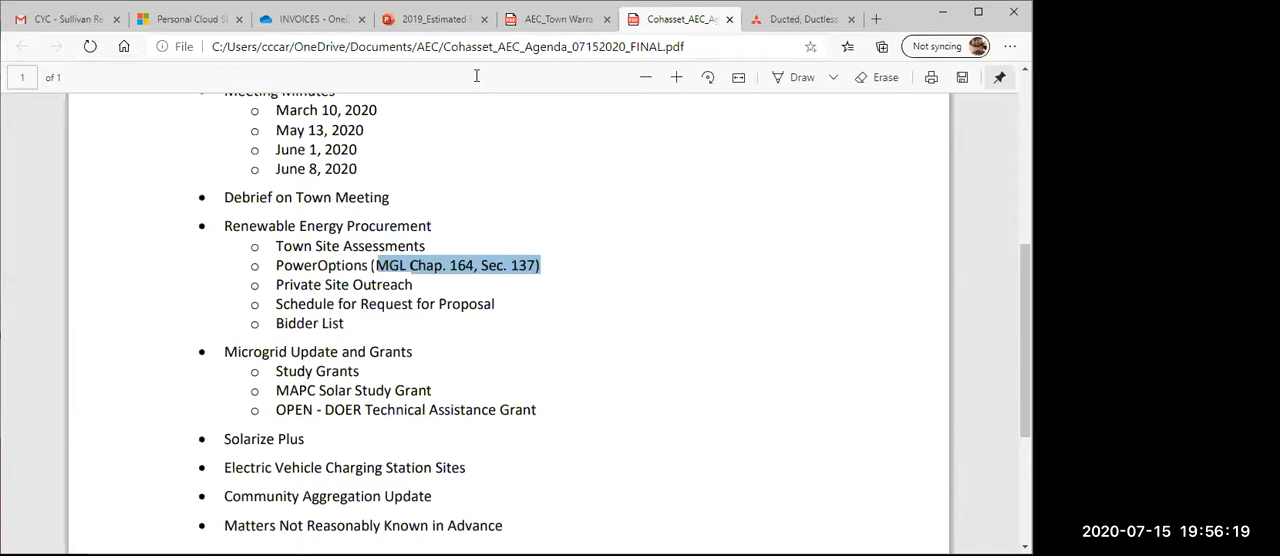 CYC - Sullivan Re
Personal Cloud S
INVOICES - OneD
2019_Estimated
AEC_Town Warra
Cohasset_AEC_Ag
Ducted, Ductless
File
C:/Users/cccar/OneDrive/Documents/AEC/Cohasset_AEC_Agenda_07152020_FINAL.pdf
Not syncing
1 of 1
Draw
Erase
Meeting Minutes
March 10, 2020
May 13, 2020
June 1, 2020
June 8, 2020
Debrief on Town Meeting
Renewable Energy Procurement
Town Site Assessments
PowerOptions (MGL Chap. 164, Sec. 137)
Private Site Outreach
Schedule for Request for Proposal
Bidder List
Microgrid Update and Grants
Study Grants
MAPC Solar Study Grant
OPEN - DOER Technical Assistance Grant
Solarize Plus
Electric Vehicle Charging Station Sites
Community Aggregation Update
Matters Not Reasonably Known in Advance
2020-07-15 19:56:19